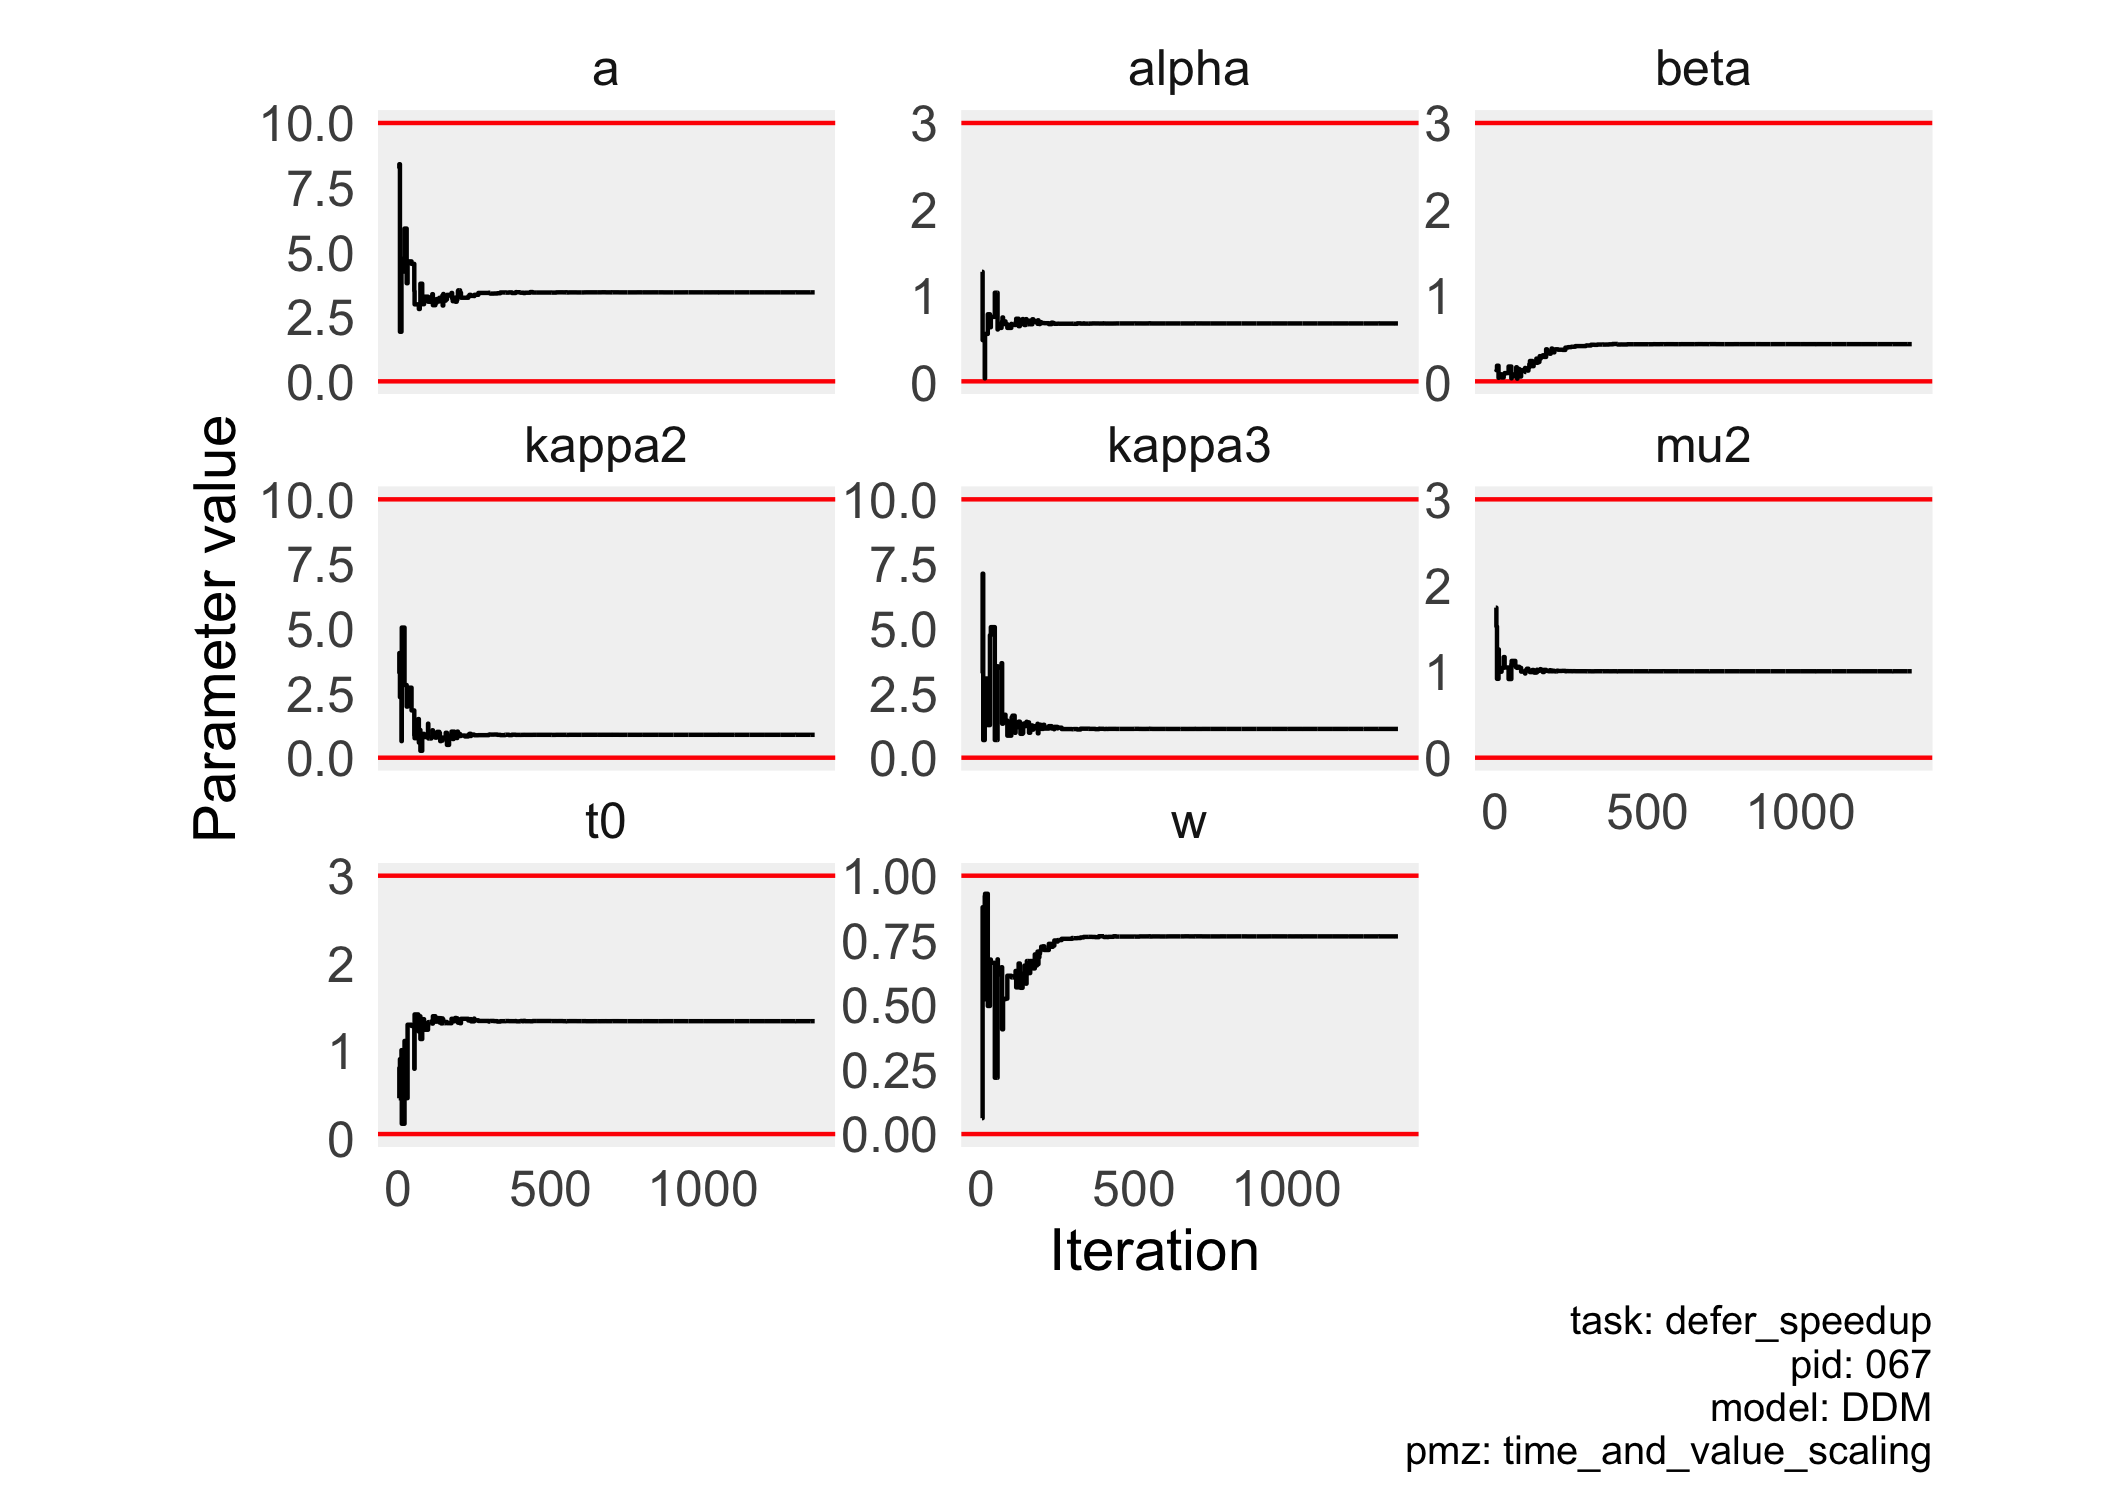 a
alpha
beta
10.0
7.5
5.0
2.5
0.0
3
2
1
0
3
2
1
0
kappa2
kappa3
mu2
10.0
7.5
5.0
2.5
0.0
10.0
7.5
5.0
2.5
0.0
3
2
1
0
0 500 1000
t0
w
3
2
1
0
1.00
0.75
0.50
0.25
0.00
0 500 1000
0 500 1000
Parameter value
Iteration
task: defer_speedup
pid: 067
model: DDM
pmz: time_and_value_scaling